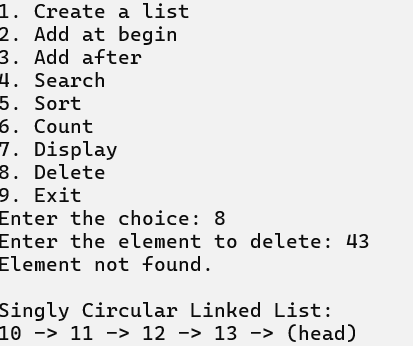 1. Create a list
2. Add at begin
3. Add after
4. Search
5. Sort
6. Count
7. Display
8. Delete
9. Exit
Enter the choice: 8
Enter the element to delete: 43
Element not found.
Singly Circular Linked List:
10 -> 11 -> 12 -> 13 -> (head)